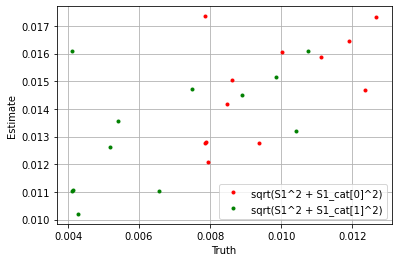 0.017
0.016
0.015
0.014
0.013
0.012
0.011
0.010
Estimate
sqrt(S1^2 + S1_cat[0]^2)
sqrt(S1^2 + S1_cat[1]^2)
0.004 0.006 0.008 0.010 0.012
Truth